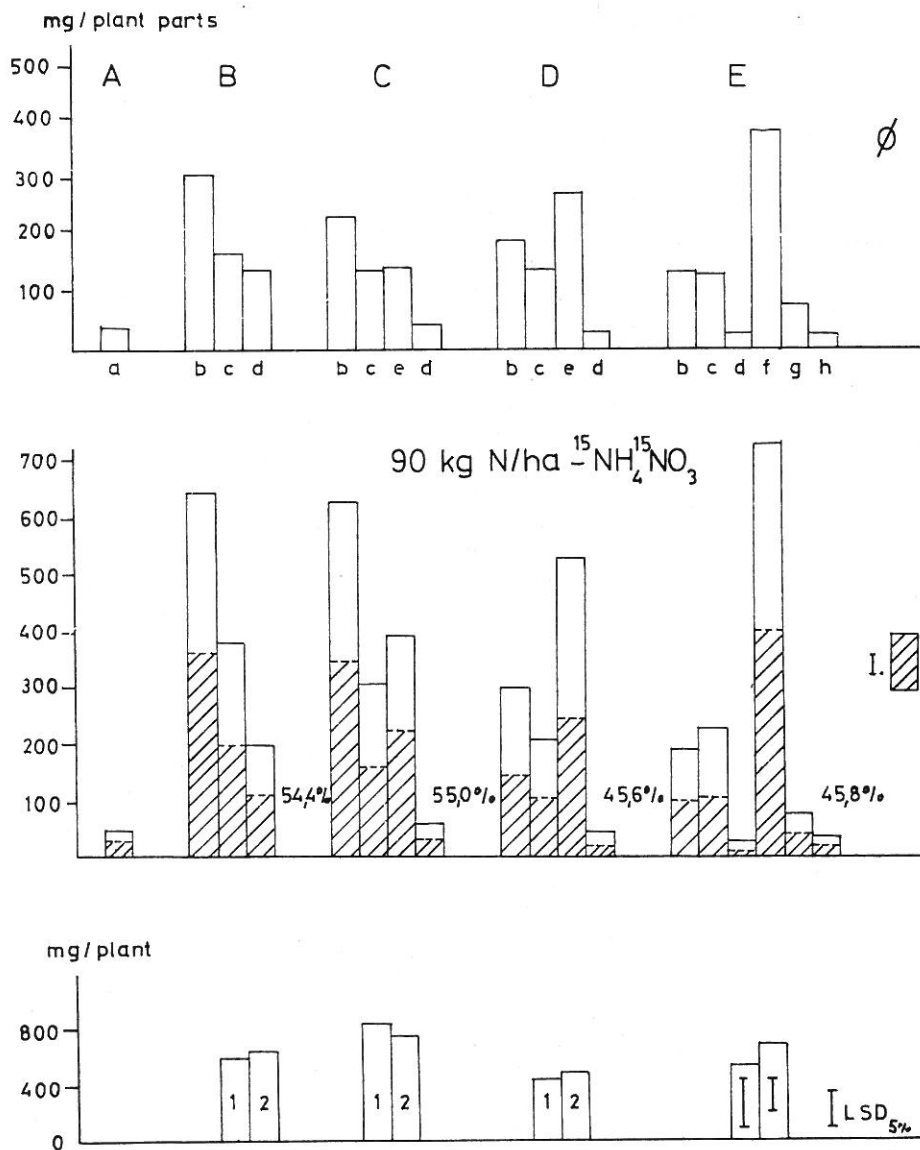 mg/plant parts
500
400
300
200
100
A B C D E
Ø
a b c d b c e d b c e d b c d f g h
90 kg N/ha – ¹⁵NH₄¹⁵NO₃
700
600
500
400
300
200
100
I.
54,4% 55,0% 45,6% 45,8%
mg/plant
800
400
0
1 2 1 2 1 2
LSD5%